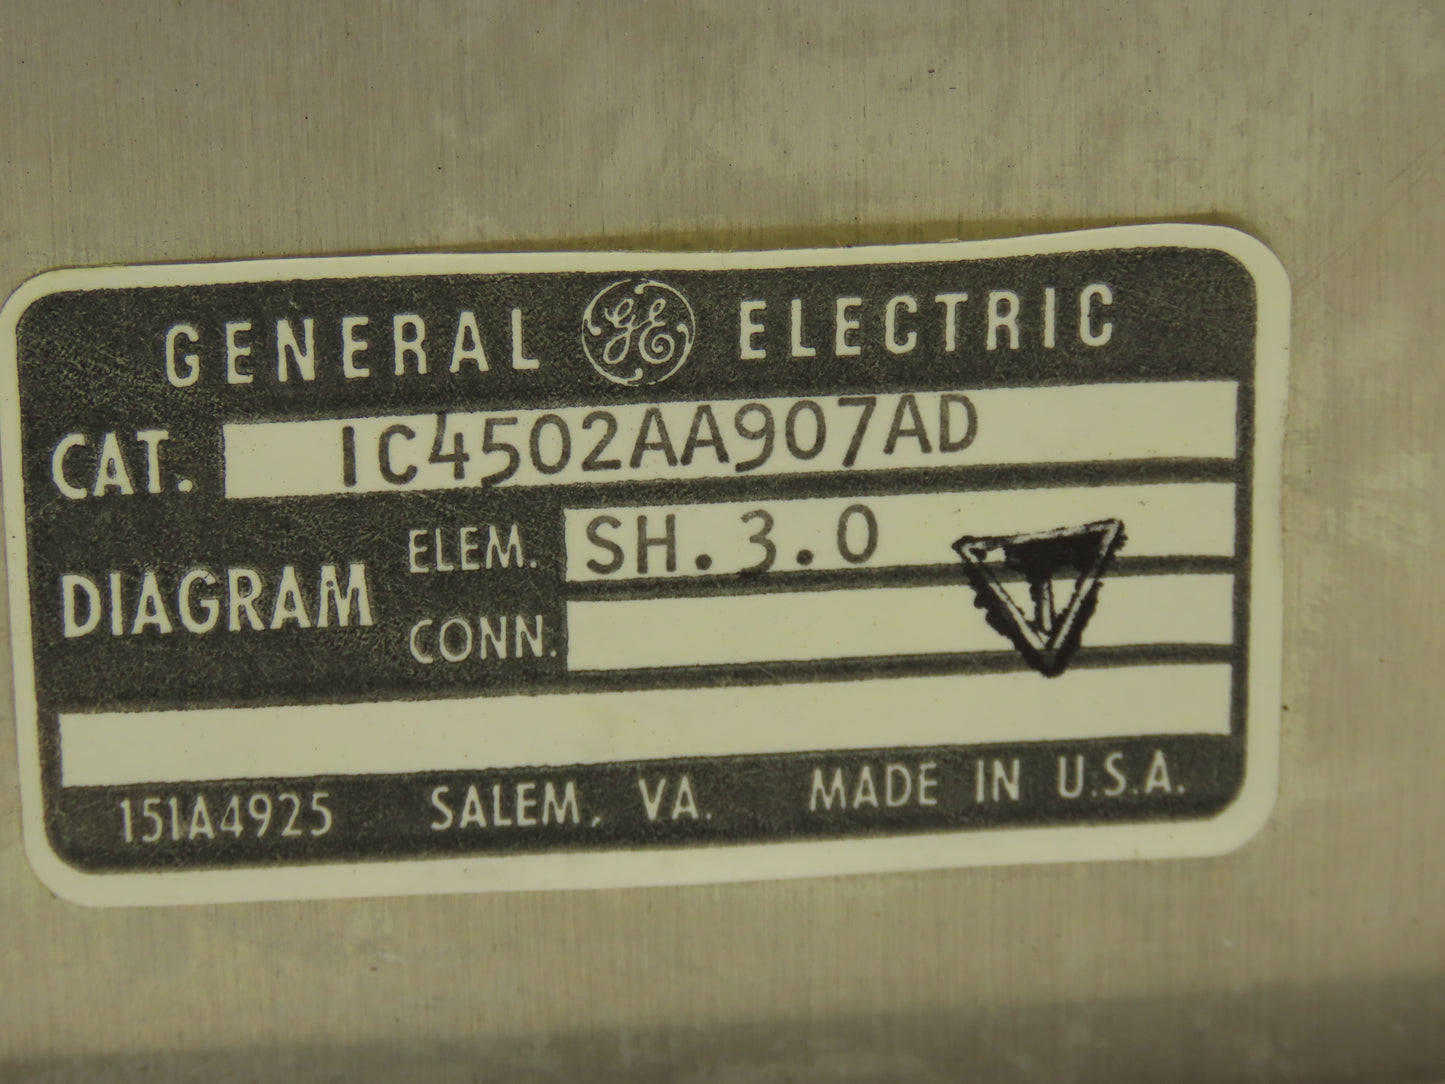 GENERAL GE ELECTRIC
CAT. IC4502AA907AD
DIAGRAM ELEM. SH.3.0
CONN.
151A4925 SALEM, VA. MADE IN U.S.A.